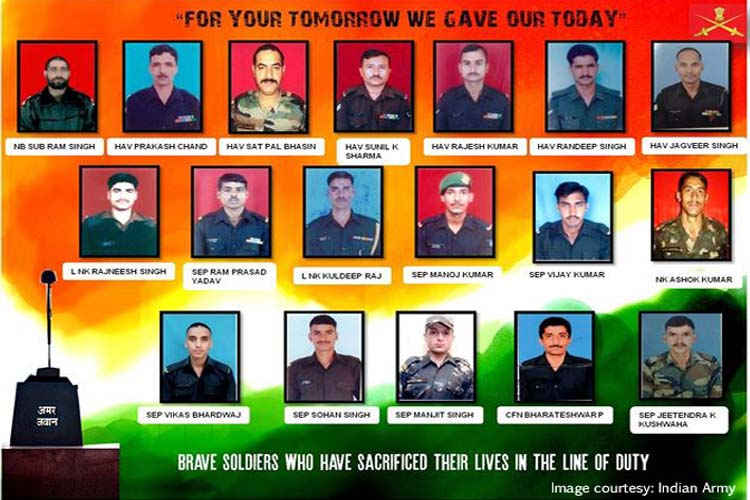 "FOR YOUR TOMORROW WE GAVE OUR TODAY"
NB SUB RAM SINGH
HAV PRAKASH CHAND
HAV SAT PAL BHASIN
HAV SUNIL K
SHARMA
HAV RAJESH KUMAR
HAV RANDEEP SINGH
HAV JAGVEER SINGH
L NK RAJNEESH SINGH
SEP RAM PRASAD
YADAV
L NK KULDEEP RAJ
SEP MANOJ KUMAR
SEP VIJAY KUMAR
NK ASHOK KUMAR
SEP VIKAS BHARDWAJ
SEP SOHAN SINGH
SEP MANJIT SINGH
CFN BHARATESHWAR P
SEP JEETENDRA K
KUSHWAHA
अमर
जवान
BRAVE SOLDIERS WHO HAVE SACRIFICED THEIR LIVES IN THE LINE OF DUTY
Image courtesy: Indian Army